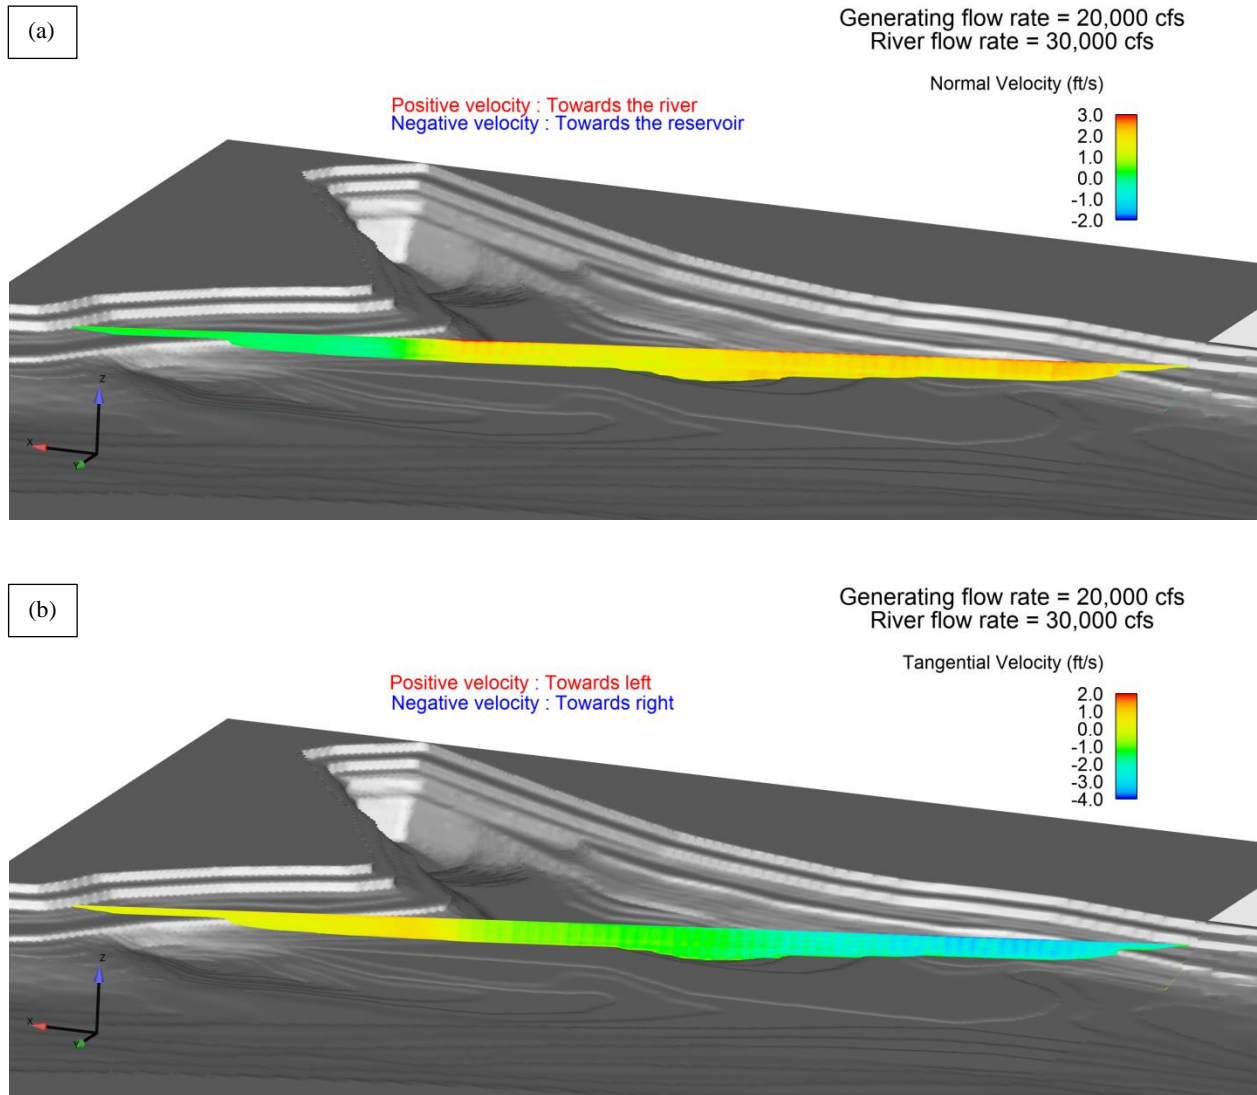 (a)
Generating flow rate = 20,000 cfs
River flow rate = 30,000 cfs
Normal Velocity (ft/s)
Positive velocity : Towards the river
Negative velocity : Towards the reservoir
3.0
2.0
1.0
0.0
-1.0
-2.0
Z
X
Y
(b)
Generating flow rate = 20,000 cfs
River flow rate = 30,000 cfs
Tangential Velocity (ft/s)
Positive velocity : Towards left
Negative velocity : Towards right
2.0
1.0
0.0
-1.0
-2.0
-3.0
-4.0
Z
X
Y